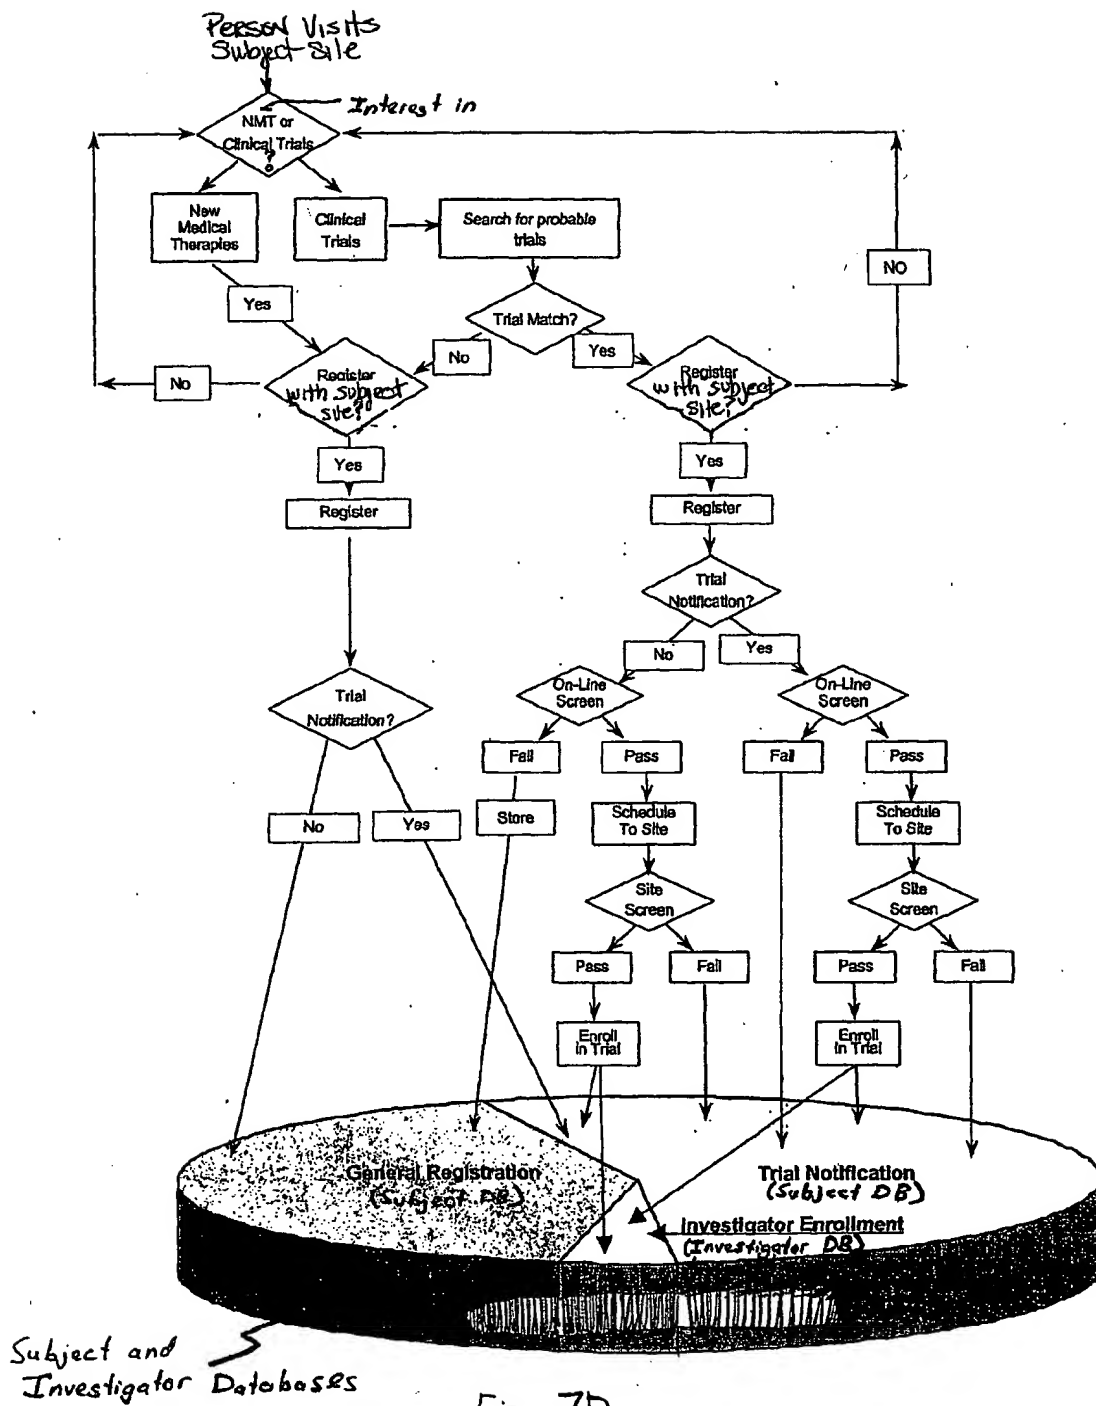 PERSON VISITS
Subject Site
Interest in
NMT or
Clinical Trials
?
New
Medical
Therapies
Clinical
Trials
Search for probable
trials
NO
Yes
Trial Match?
No
Yes
No
Register
with subject
site?
Register
with subject
site?
Yes
Yes
Register
Register
Trial
Notification?
No
Yes
Trial
Notification?
On-Line
Screen
On-Line
Screen
Fail
Pass
Fail
Pass
No
Yes
Store
Schedule
To Site
Schedule
To Site
Site
Screen
Site
Screen
Pass
Fail
Pass
Fail
Enroll
in Trial
Enroll
in Trial
General Registration
(Subject DB)
Trial Notification
(Subject DB)
Investigator Enrollment
(Investigator DB)
Subject and
Investigator Databases